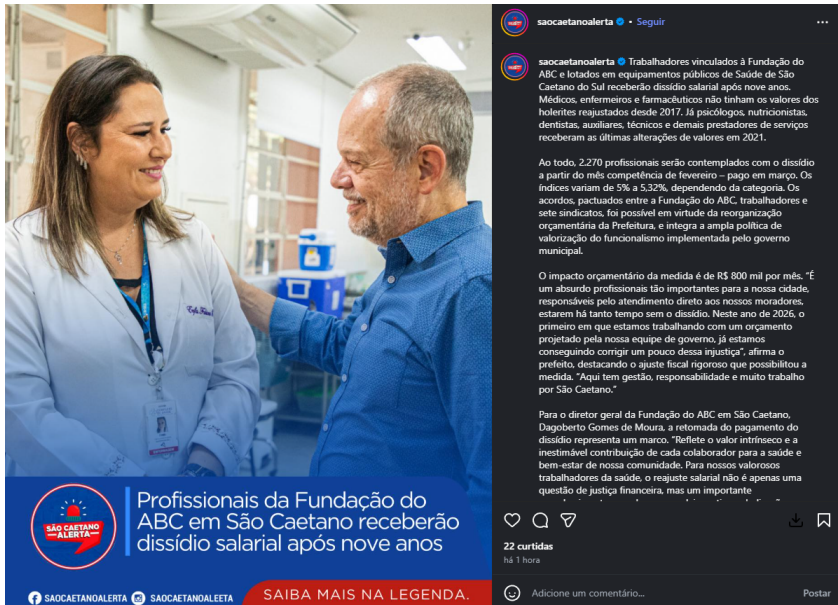 saocaetanoalerta • Seguir
saocaetanoalerta Trabalhadores vinculados à Fundação do
ABC e lotados em equipamentos públicos de Saúde de São
Caetano do Sul receberão dissídio salarial após nove anos.
Médicos, enfermeiros e farmacêuticos não tinham os valores dos
holerites reajustados desde 2017. Já psicólogos, nutricionistas,
dentistas, auxiliares, técnicos e demais prestadores de serviços
receberam as últimas alterações de valores em 2021.
Ao todo, 2.270 profissionais serão contemplados com o dissídio
a partir do mês competência de fevereiro – pago em março. Os
índices variam de 5% a 5,32%, dependendo da categoria. Os
acordos, pactuados entre a Fundação do ABC, trabalhadores e
sete sindicatos, foi possível em virtude da reorganização
orçamentária da Prefeitura, e integra a ampla política de
valorização do funcionalismo implementada pelo governo
municipal.
O impacto orçamentário da medida é de R$ 800 mil por mês. “É
um absurdo profissionais tão importantes para a nossa cidade,
responsáveis pelo atendimento direto aos nossos moradores,
estarem há tanto tempo sem o dissídio. Neste ano de 2026, o
primeiro em que estamos trabalhando com um orçamento
projetado pela nossa equipe de governo, já estamos
conseguindo corrigir um pouco dessa injustiça”, afirma o
prefeito, destacando o ajuste fiscal rigoroso que possibilitou a
medida. “Aqui tem gestão, responsabilidade e muito trabalho
por São Caetano.”
Para o diretor geral da Fundação do ABC em São Caetano,
Dagoberto Gomes de Moura, a retomada do pagamento do
dissídio representa um marco. “Reflete o valor intrínseco e a
inestimável contribuição de cada colaborador para a saúde e
bem-estar de nossa comunidade. Para nossos valorosos
trabalhadores da saúde, o reajuste salarial não é apenas uma
questão de justiça financeira, mas um importante
22 curtidas
há 1 hora
Adicione um comentário...
Postar
SÃO CAETANO
ALERTA
Profissionais da Fundação do
ABC em São Caetano receberão
dissídio salarial após nove anos
SAOCAETANOALERTA SAOCAETANOALEETA
SAIBA MAIS NA LEGENDA.